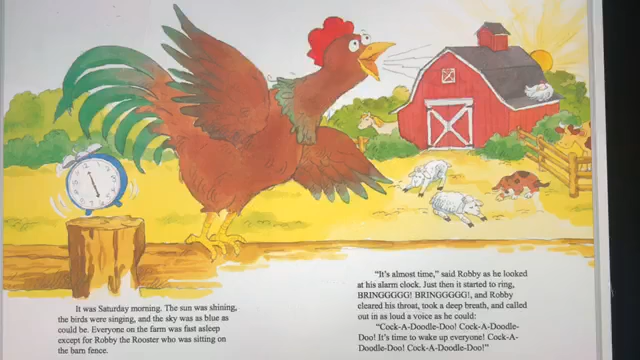 It was Saturday morning. The sun was shining,
the birds were singing, and the sky was as blue as
could be. Everyone on the farm was fast asleep
except for Robby the Rooster who was sitting on
the barn fence.
"It's almost time," said Robby as he looked
at his alarm clock. Just then it started to ring,
BRINGGGGG! BRINGGGGG!, and Robby
cleared his throat, took a deep breath, and called
out in as loud a voice as he could:
"Cock-A-Doodle-Doo! Cock-A-Doodle-
Doo! It's time to wake up everyone! Cock-A-
Doodle-Doo! Cock-A-Doodle-Doo!"